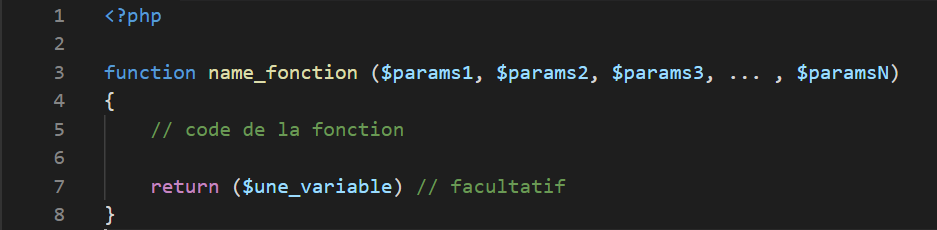 1 <?php
2
3 function name_fonction ($params1, $params2, $params3, ... , $paramsN)
4 {
5 // code de la fonction
6
7 return ($une_variable) // facultatif
8 }